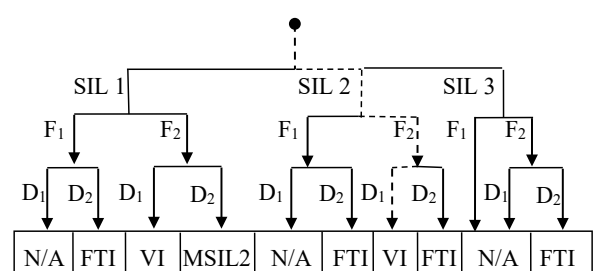 SIL 1 SIL 2 SIL 3
F₁ F₂ F₁ F₂ F₁ F₂
D₁ D₂ D₁ D₂ D₁ D₂ D₁ D₂ D₁ D₂
N/A FTI VI MSIL2 N/A FTI VI FTI N/A FTI